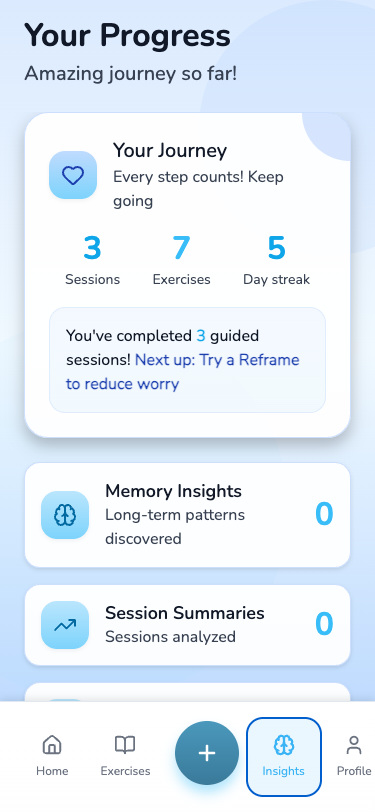 Your Progress
Amazing journey so far!
Your Journey
Every step counts! Keep
going
3 7 5
Sessions Exercises Day streak
You've completed 3 guided
sessions! Next up: Try a Reframe
to reduce worry
Memory Insights
Long-term patterns
discovered
0
Session Summaries
Sessions analyzed
0
Home Exercises Insights Profile